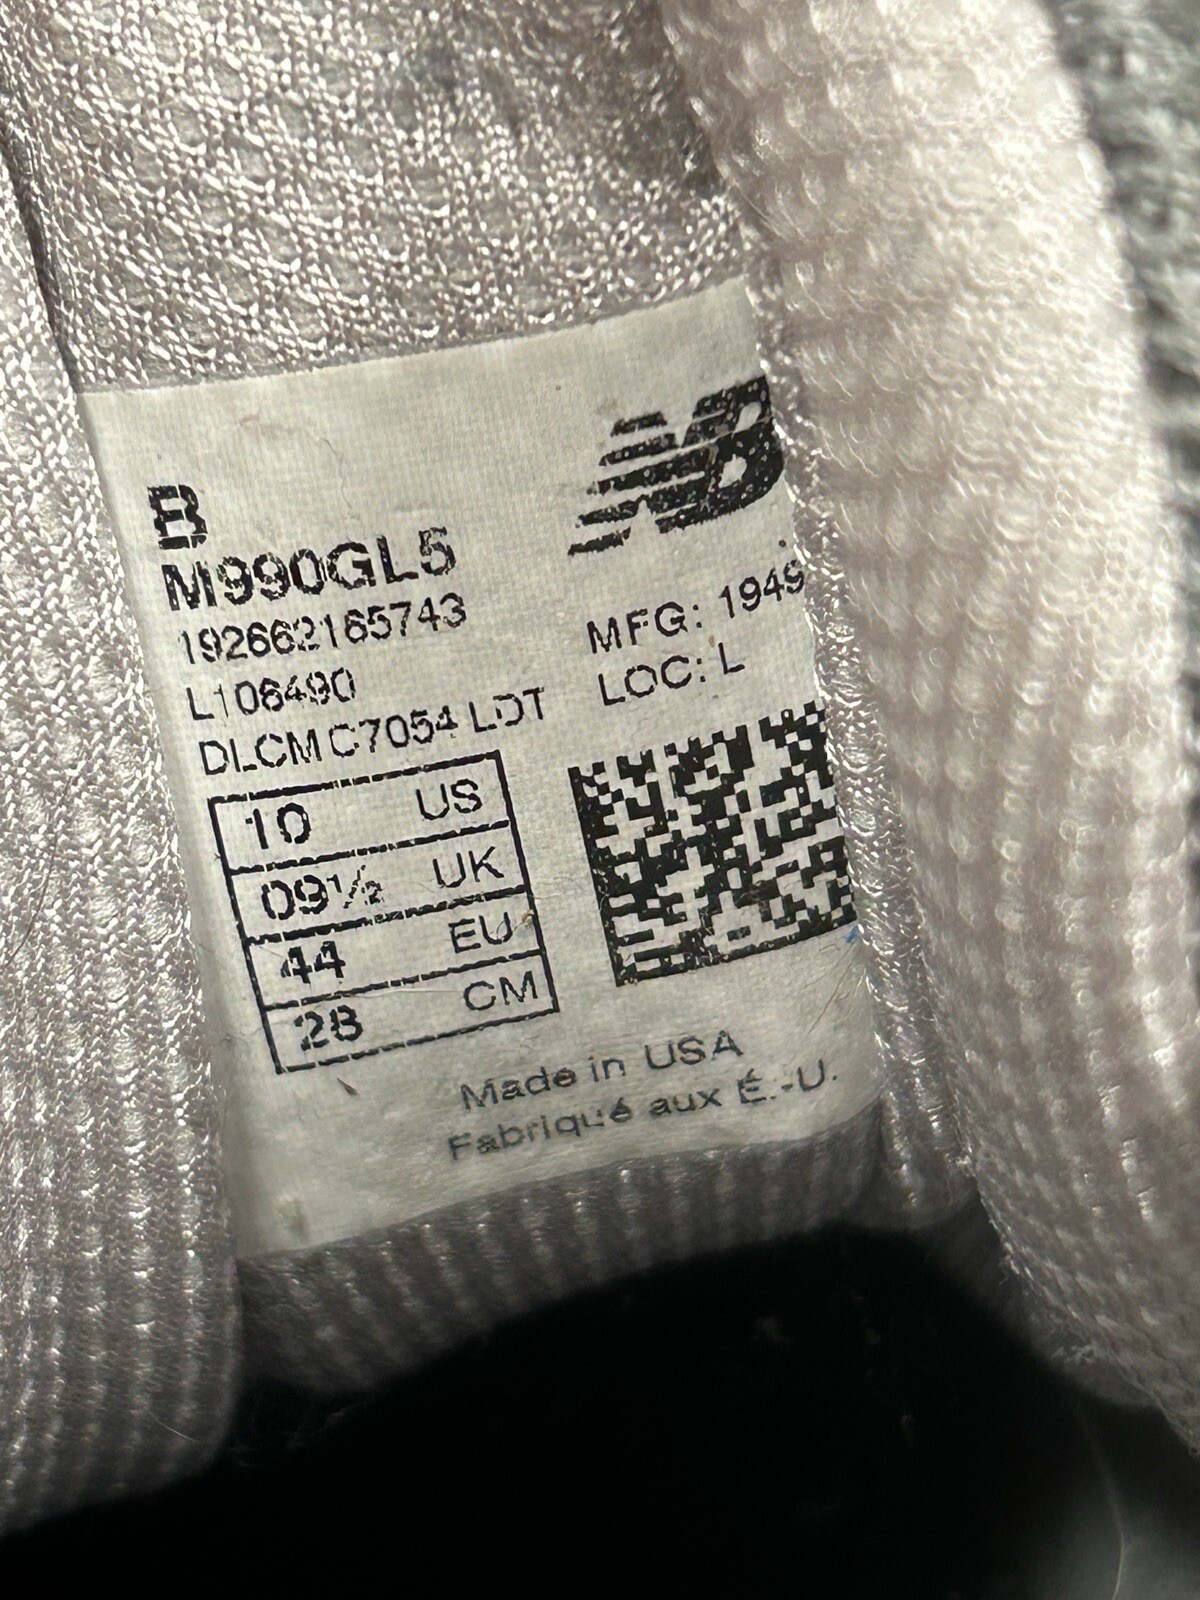 NB
B
M990GL5
192662165743
L106490
DLCM C7054 LDT
MFG: 1949
LOC: L
10 US
09½ UK
44 EU
28 CM
Made in USA
Fabriqué aux É.-U.